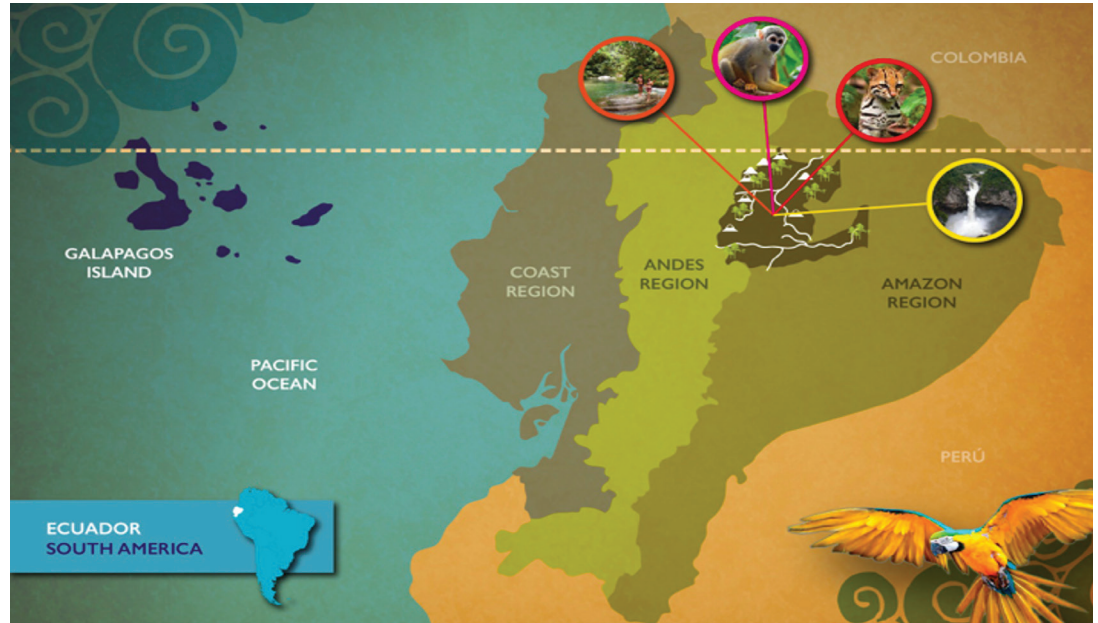 COLOMBIA
GALAPAGOS
ISLAND
COAST
REGION
ANDES
REGION
AMAZON
REGION
PACIFIC
OCEAN
PERÚ
ECUADOR
SOUTH AMERICA